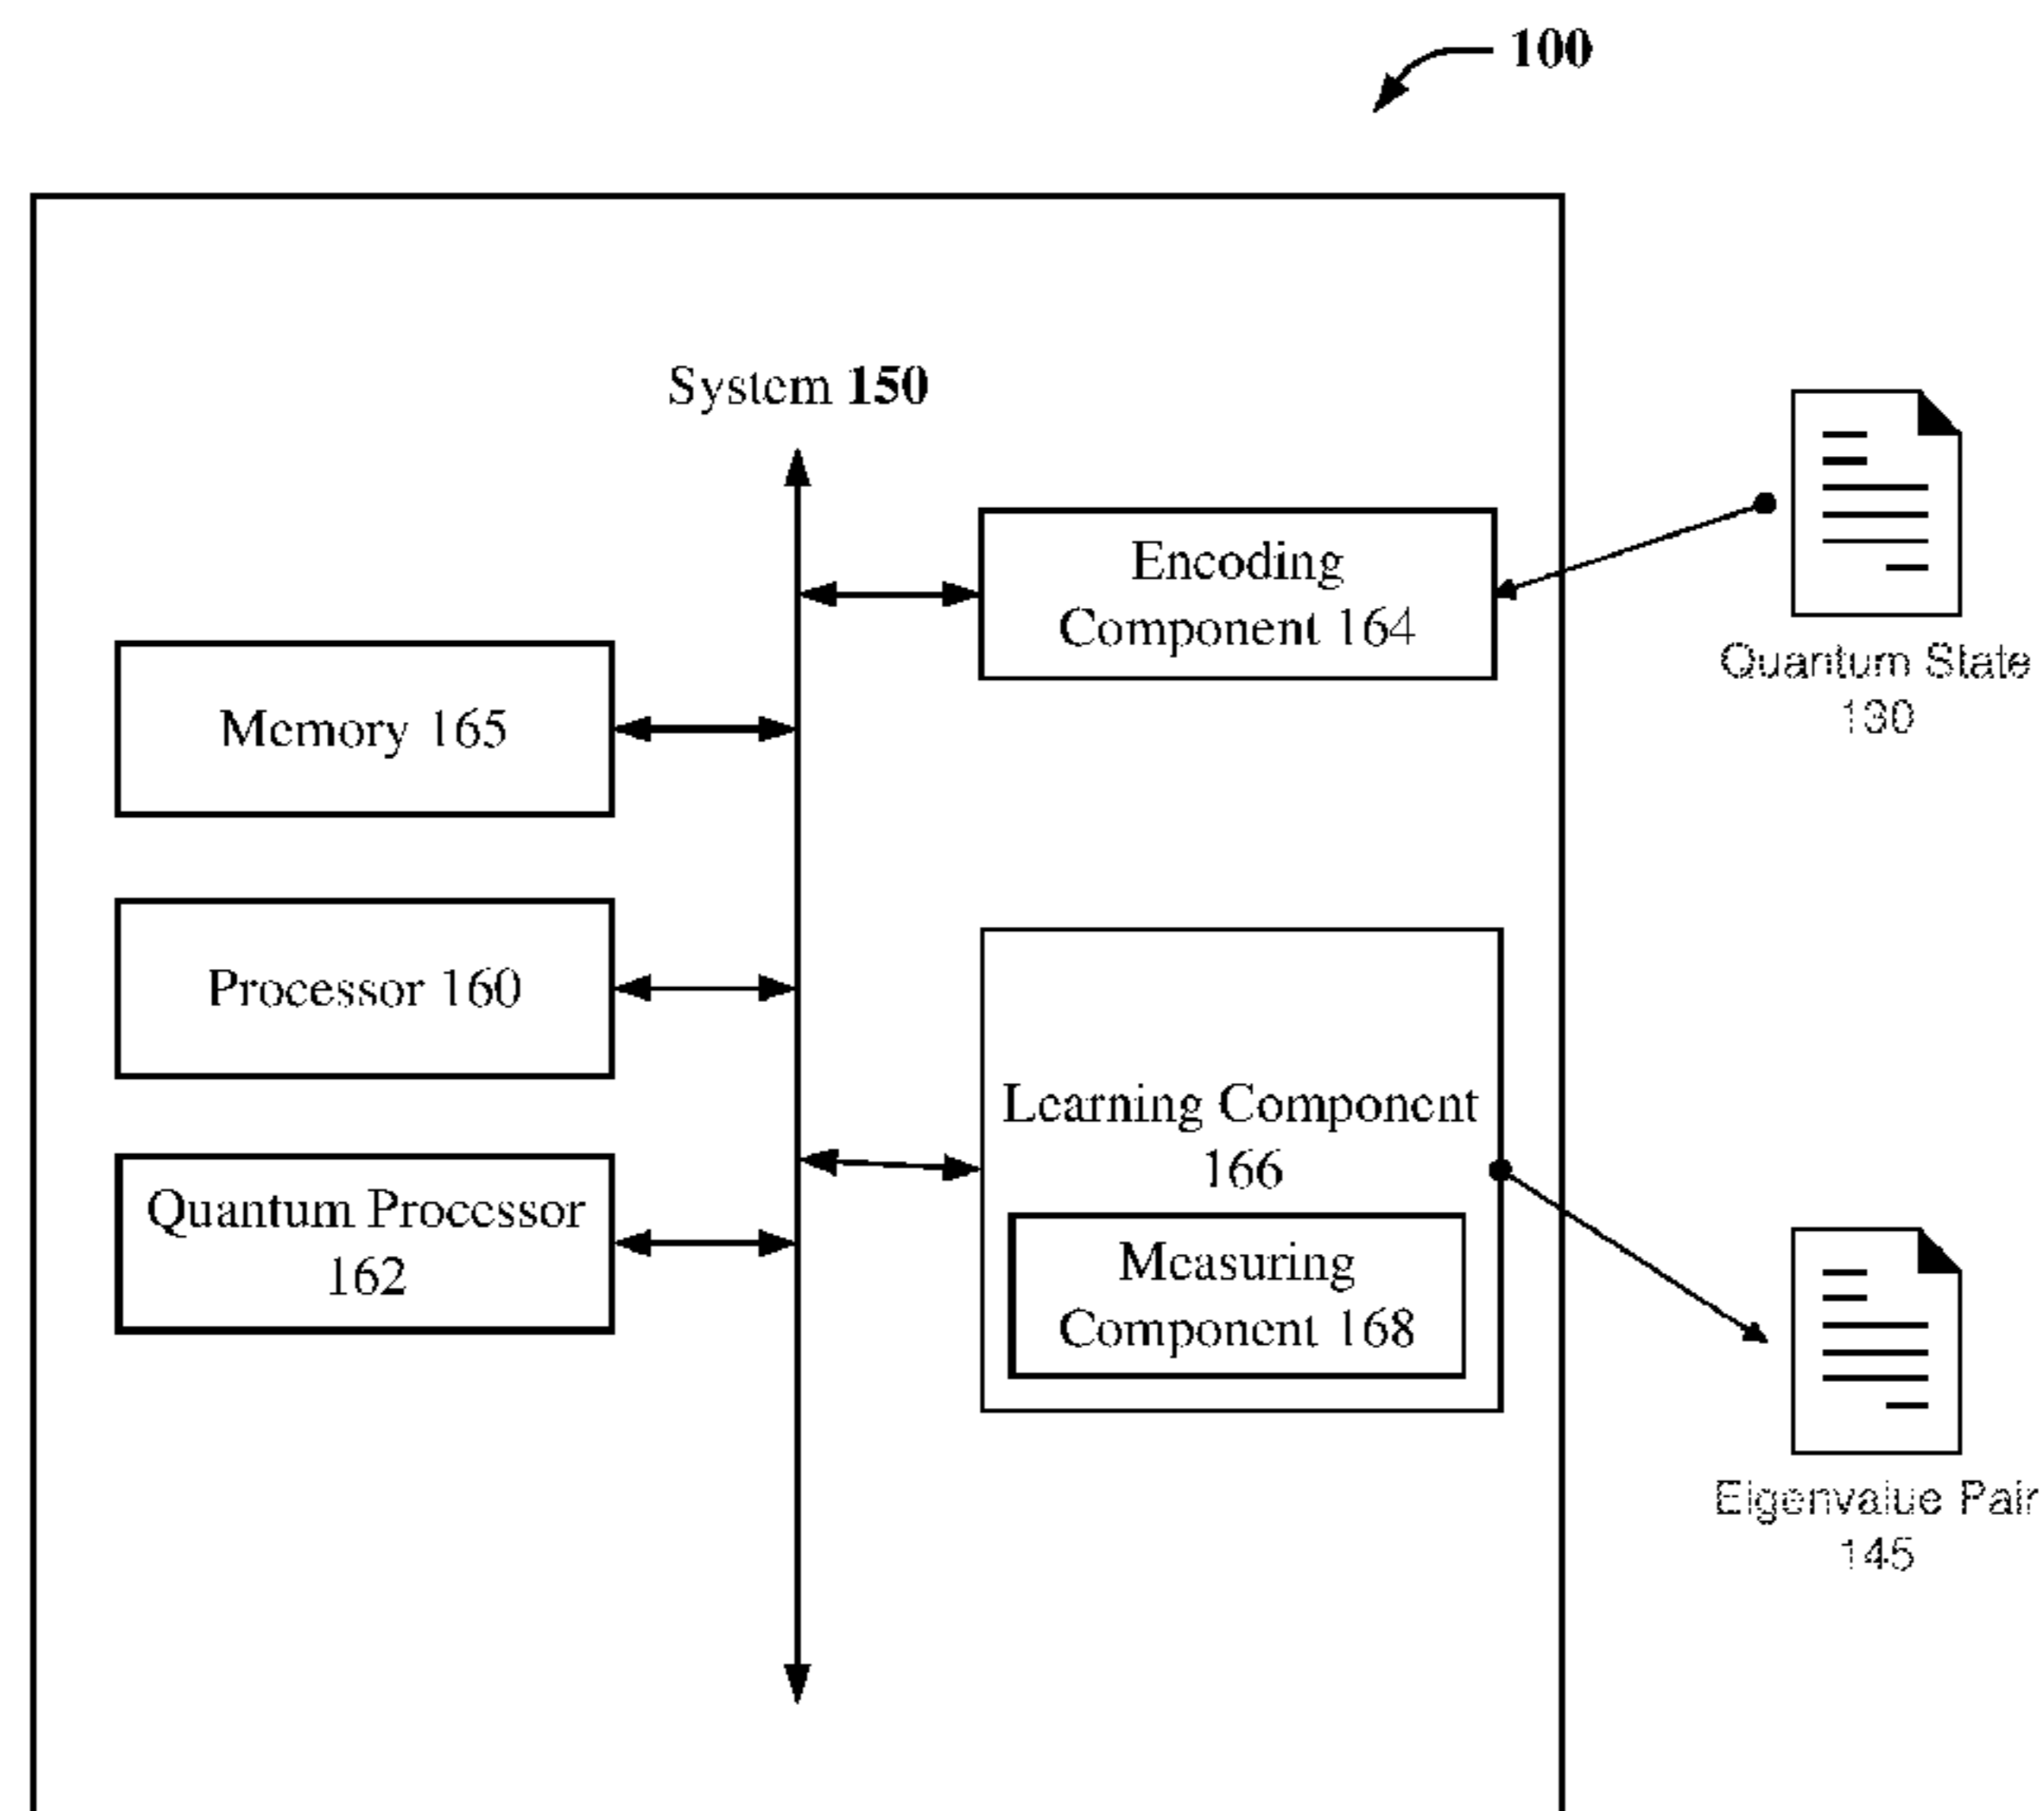 100
System 150
Encoding
Component 164
Quantum State
130
Memory 165
Processor 160
Learning Component
166
Quantum Processor
162
Measuring
Component 168
Eigenvalue Pair
145